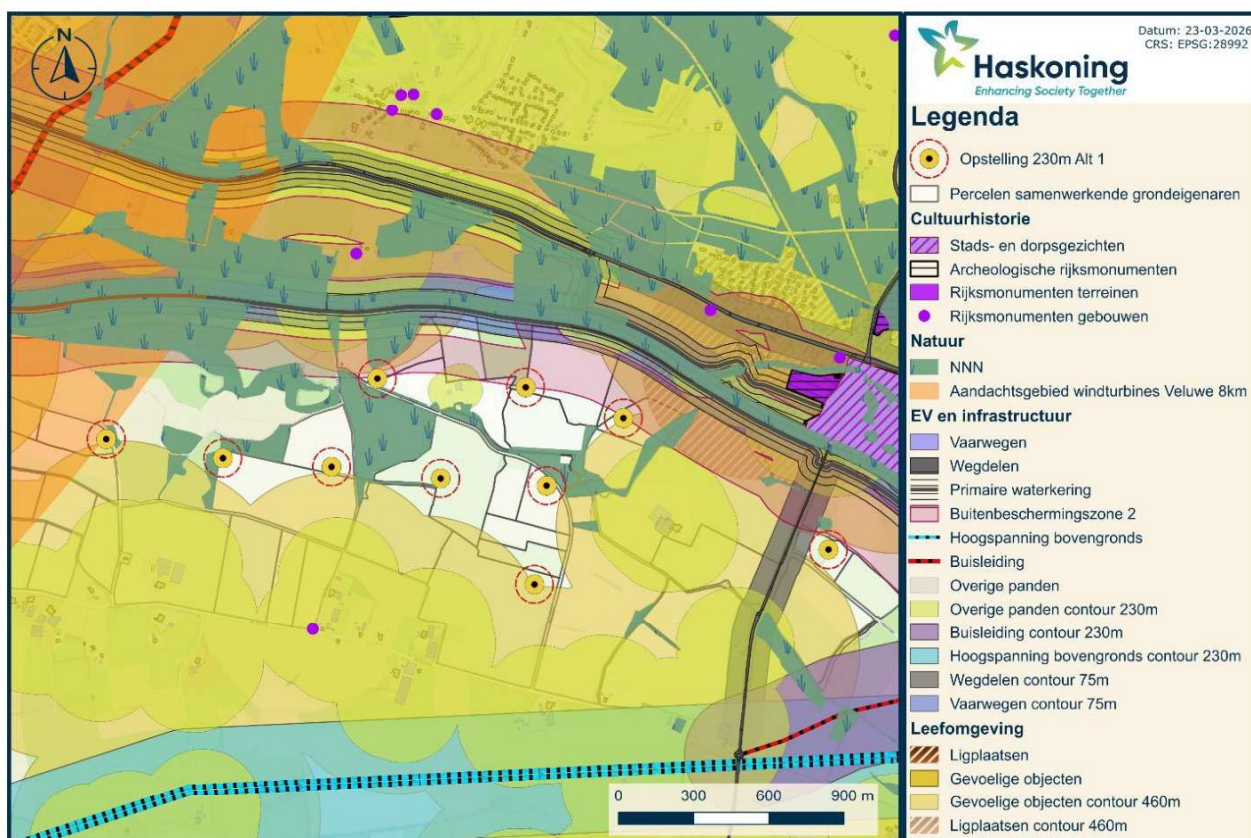 N
0 300 600 900 m
Datum: 23-03-2026
CRS: EPSG:28992
Haskoning
Enhancing Society Together
Legenda
Opstelling 230m Alt 1
Percelen samenwerkende grondeigenaren
Cultuurhistorie
Stads- en dorpsgezichten
Archeologische rijksmonumenten
Rijksmonumenten terreinen
Rijksmonumenten gebouwen
Natuur
NNN
Aandachtsgebied windturbines Veluwe 8km
EV en infrastructuur
Vaarwegen
Wegdelen
Primaire waterkering
Buitenbeschermingszone 2
Hoogspanning bovengronds
Buisleiding
Overige panden
Overige panden contour 230m
Buisleiding contour 230m
Hoogspanning bovengronds contour 230m
Wegdelen contour 75m
Vaarwegen contour 75m
Leefomgeving
Ligplaatsen
Gevoelige objecten
Gevoelige objecten contour 460m
Ligplaatsen contour 460m